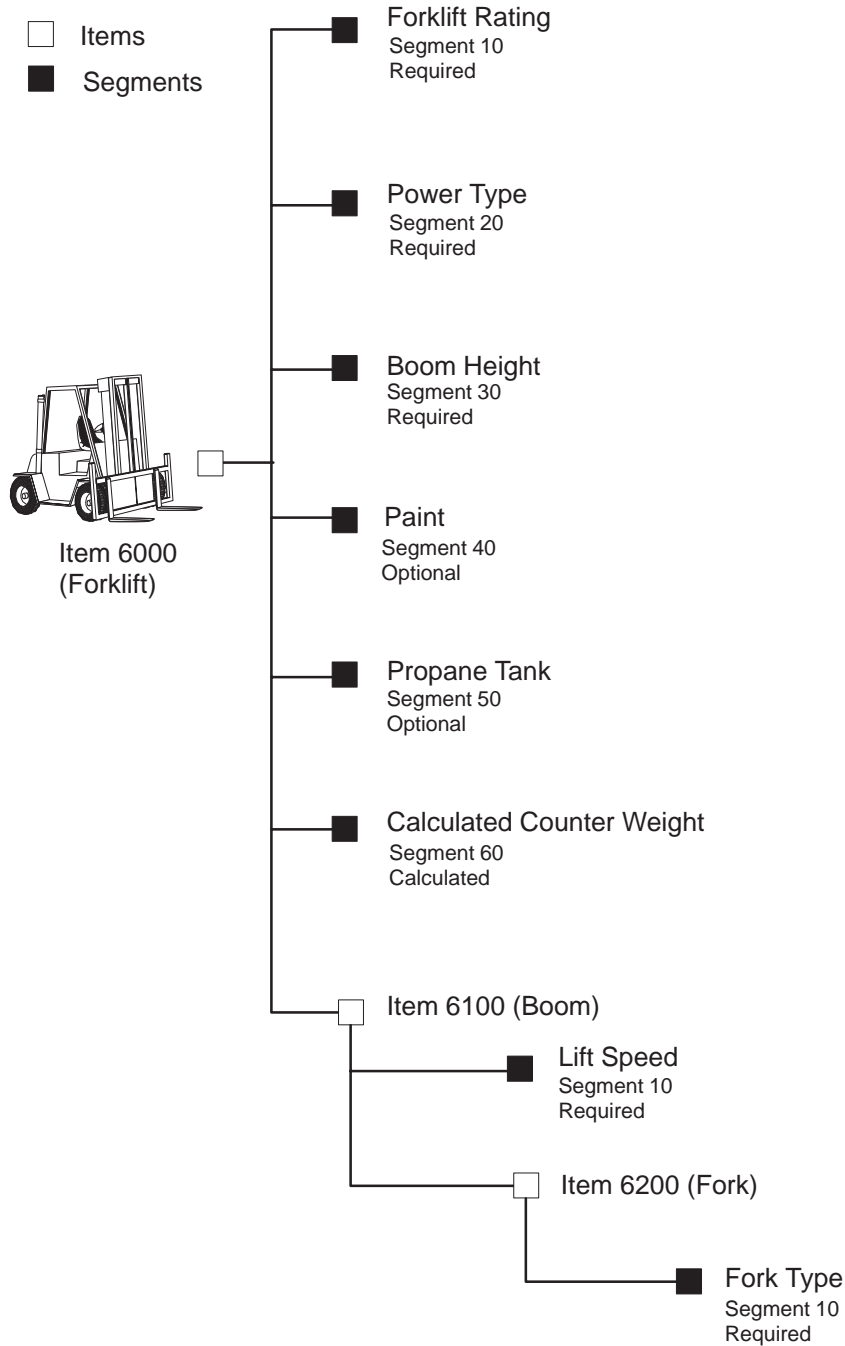 Items
Segments
Forklift Rating
Segment 10
Required
Power Type
Segment 20
Required
Boom Height
Segment 30
Required
Item 6000
(Forklift)
Paint
Segment 40
Optional
Propane Tank
Segment 50
Optional
Calculated Counter Weight
Segment 60
Calculated
Item 6100 (Boom)
Lift Speed
Segment 10
Required
Item 6200 (Fork)
Fork Type
Segment 10
Required